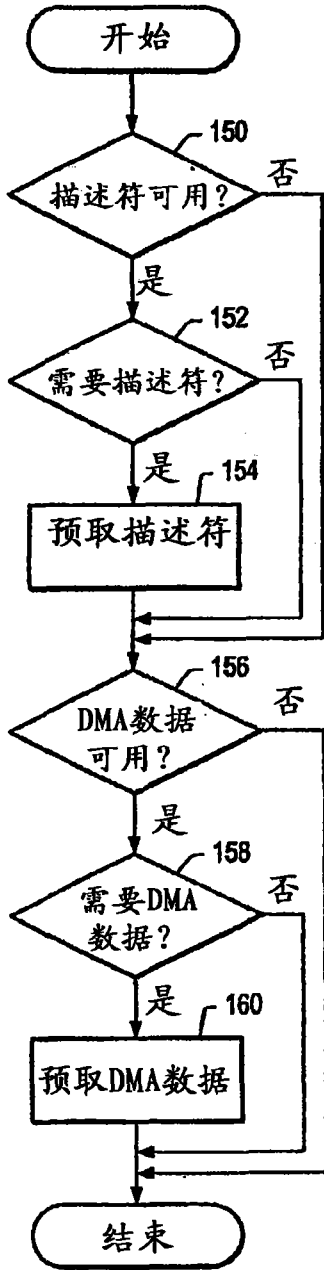 开始
150
描述符可用?
否
是
152
需要描述符?
否
是
154
预取描述符
156
DMA数据
可用?
否
是
158
需要DMA
数据?
否
是
160
预取DMA数据
结束